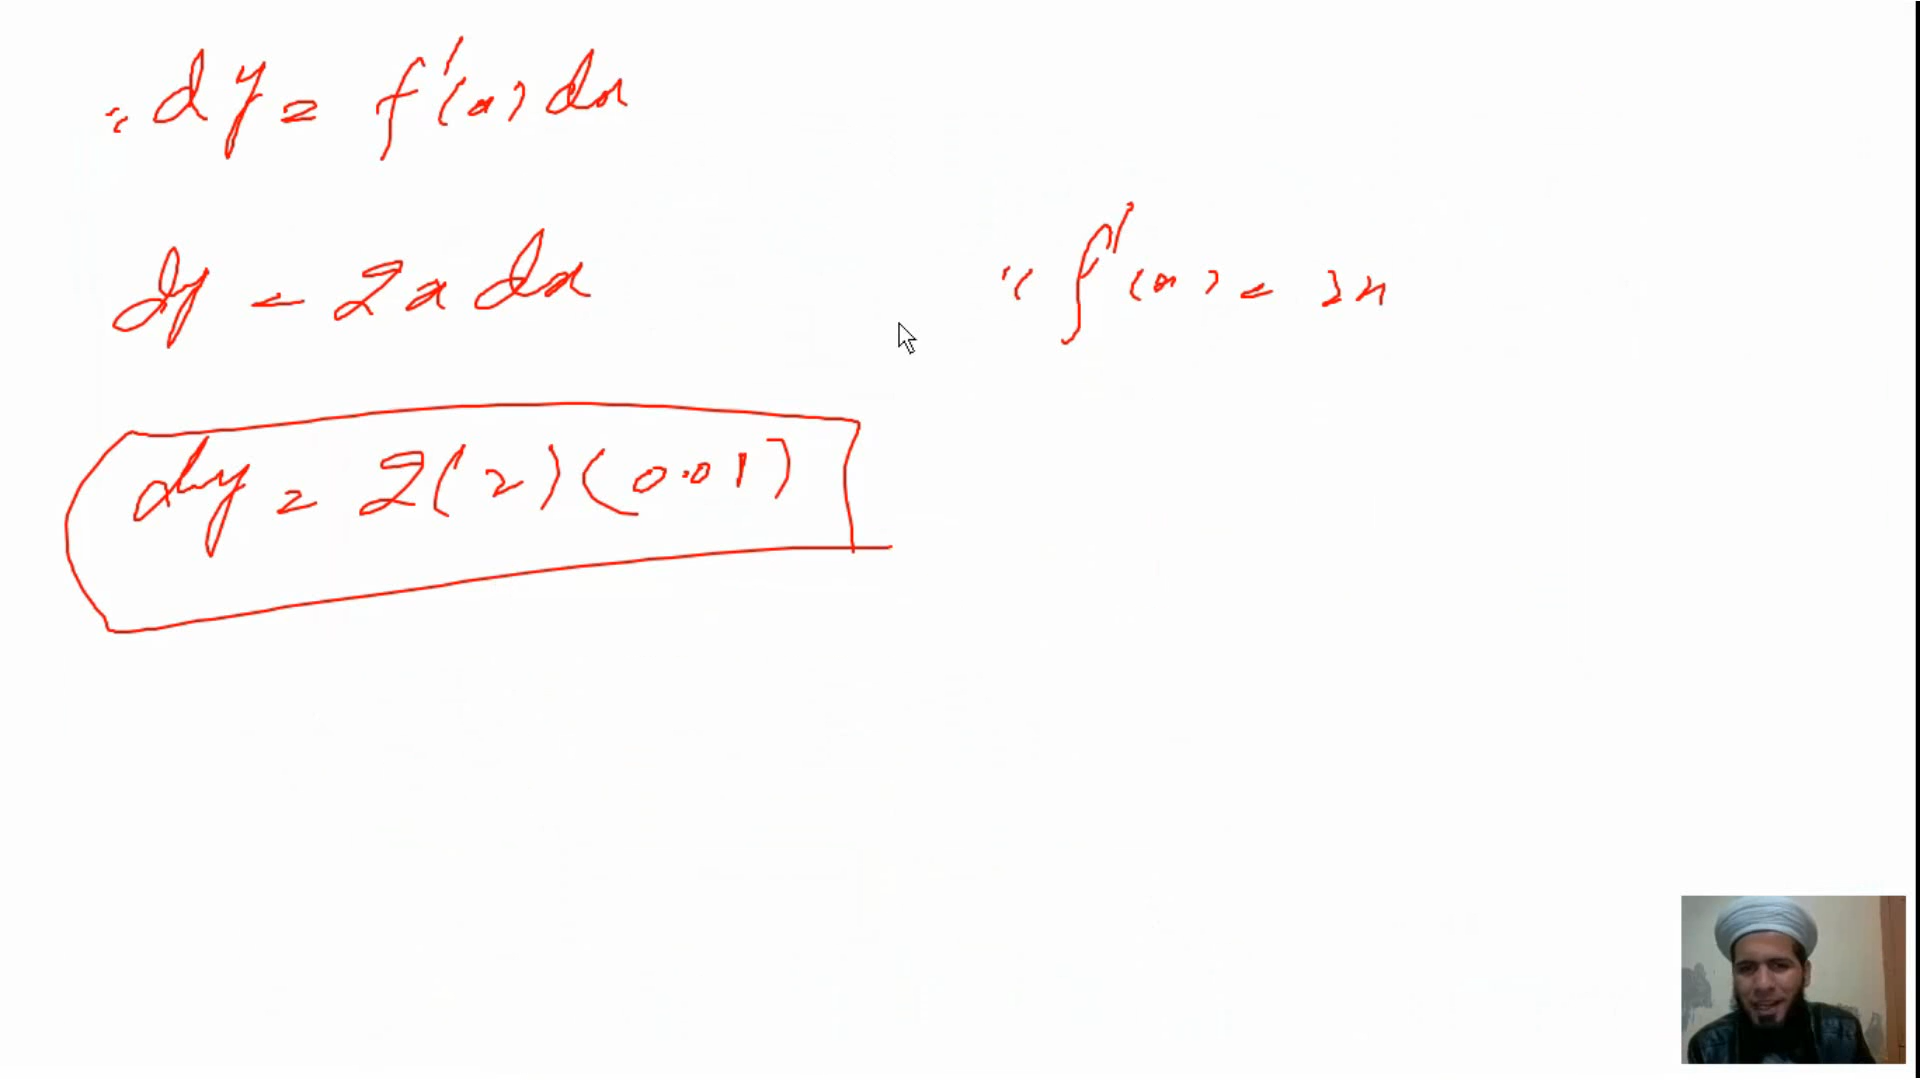 ∵ dy = f'(x) dx
dy = 2x dx
∵ f'(x) = 2x
dy = 2(2)(0.01)